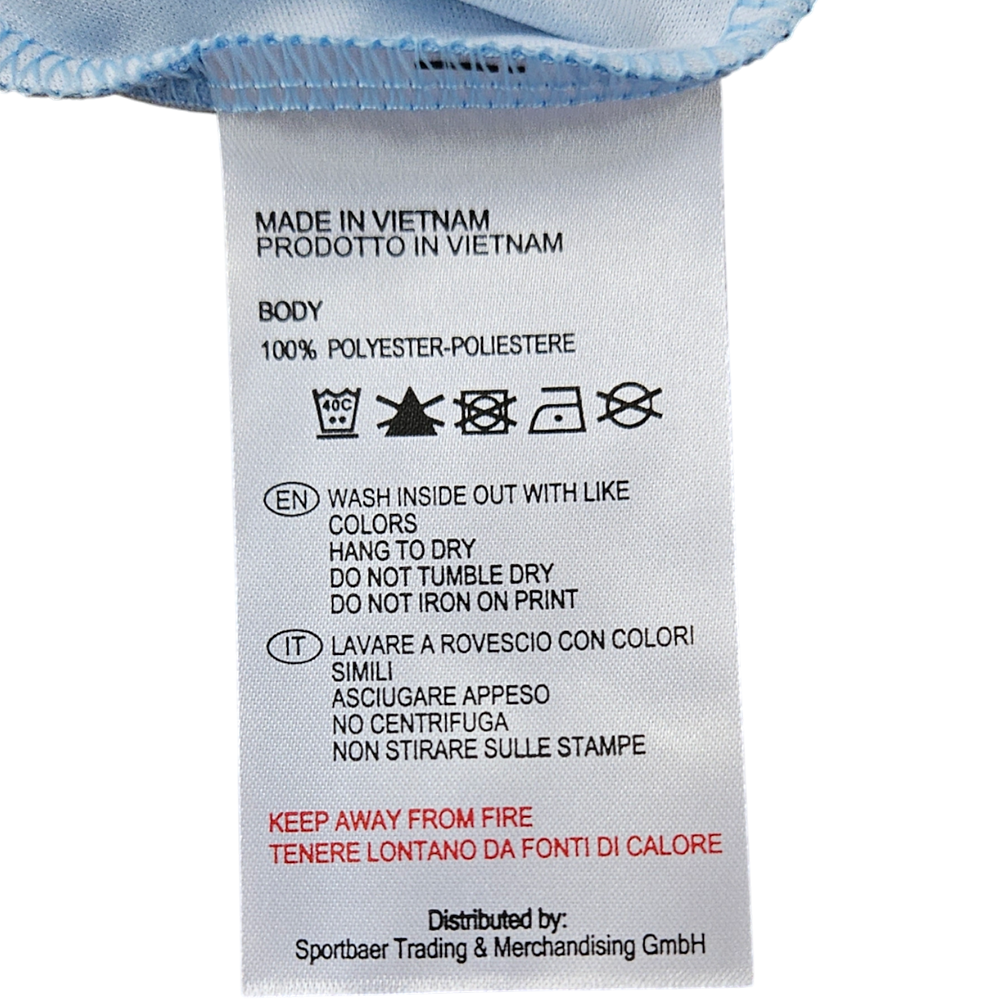 MADE IN VIETNAM
PRODOTTO IN VIETNAM
BODY
100% POLYESTER-POLIESTERE
40C
EN WASH INSIDE OUT WITH LIKE
COLORS
HANG TO DRY
DO NOT TUMBLE DRY
DO NOT IRON ON PRINT
IT LAVARE A ROVESCIO CON COLORI
SIMILI
ASCIUGARE APPESO
NO CENTRIFUGA
NON STIRARE SULLE STAMPE
KEEP AWAY FROM FIRE
TENERE LONTANO DA FONTI DI CALORE
Distributed by:
Sportbaer Trading & Merchandising GmbH